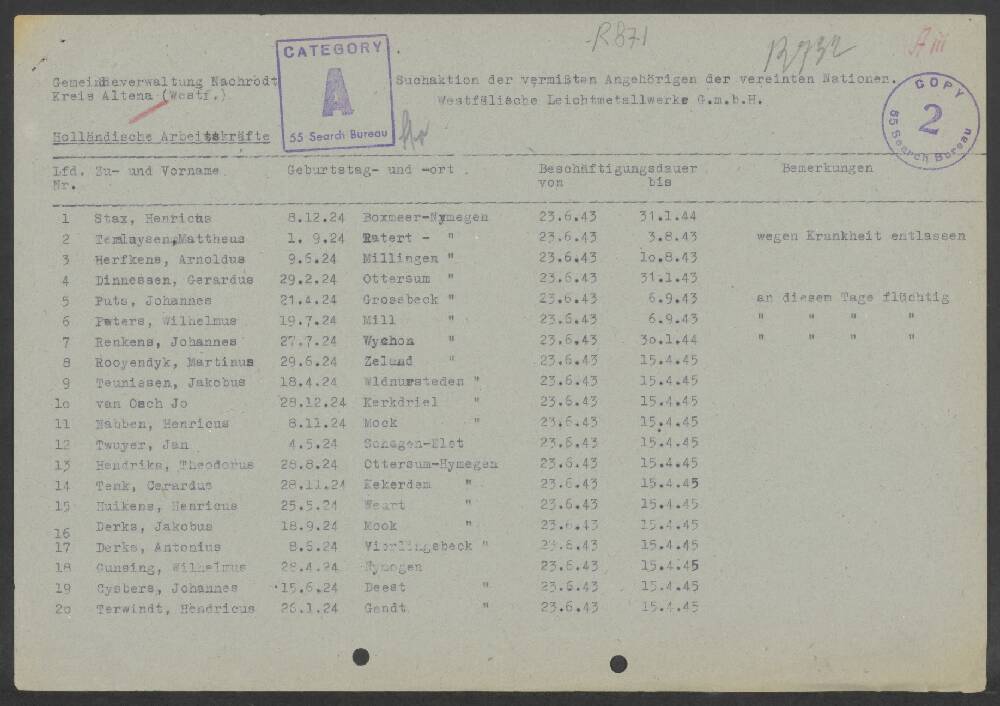 R871
B732
A III
CATEGORY
A
55 Search Bureau
COPY
2
65 Search Bureau
Gemeindeverwaltung Nachrodt
Kreis Altena (Westf.)
Suchaktion der vermißten Angehörigen der vereinten Nationen.
Westfälische Leichtmetallwerke G.m.b.H.
Holländische Arbeitskräfte
Lfd. Zu- und Vorname Geburtstag- und -ort Beschäftigungsdauer Bemerkungen
Nr. von bis
1 Stax, Henricus 8.12.24 Boxmeer-Nymegen 23.6.43 31.1.44
2 Mattheus 1. 9.24 Ratert - " 23.6.43 3.8.43 wegen Krankheit entlassen
3 Herfkens, Arnoldus 9.6.24 Millingen " 23.6.43 1o.8.43
4 Dinnessen, Gerardus 29.2.24 Ottersum " 23.6.43 31.1.43
5 Puts, Johannes 21.4.24 Grossbeck " 23.6.43 6.9.43 an diesem Tage flüchtig
6 Peters, Wilhelmus 19.7.24 Mill " 23.6.43 6.9.43 " " " "
7 Renkens, Johannes 27.7.24 Wychon " 23.6.43 3o.1.44 " " " "
8 Rooyendyk, Martinus 29.6.24 Zeland " 23.6.43 15.4.45
9 Teunissen, Jakobus 18.4.24 " 23.6.43 15.4.45
1o van Osch Jo 28.12.24 Kerkdriel " 23.6.43 15.4.45
11 Nabben, Henricus 8.11.24 Mock " 23.6.43 15.4.45
12 Twuyer, Jan 4.5.24 23.6.43 15.4.45
13 Hendriks, Theodorus 28.8.24 Ottersum-Nymegen 23.6.43 15.4.45
14 Tenk, Gerardus 28.11.24 Kekerdam " 23.6.43 15.4.45
15 Huikens, Henricus 25.5.24 Weart " 23.6.43 15.4.45
16 Derks, Jakobus 18.9.24 Mook " 23.6.43 15.4.45
17 Derks, Antonius 8.6.24 Vierlingsbeck " 23.6.43 15.4.45
18 Gunsing, Wilhelmus 28.4.24 Nymegen 23.6.43 15.4.45
19 Cysbers, Johannes 15.6.24 Deest " 23.6.43 15.4.45
2o Terwindt, Hendricus 26.1.24 Gendt " 23.6.43 15.4.45